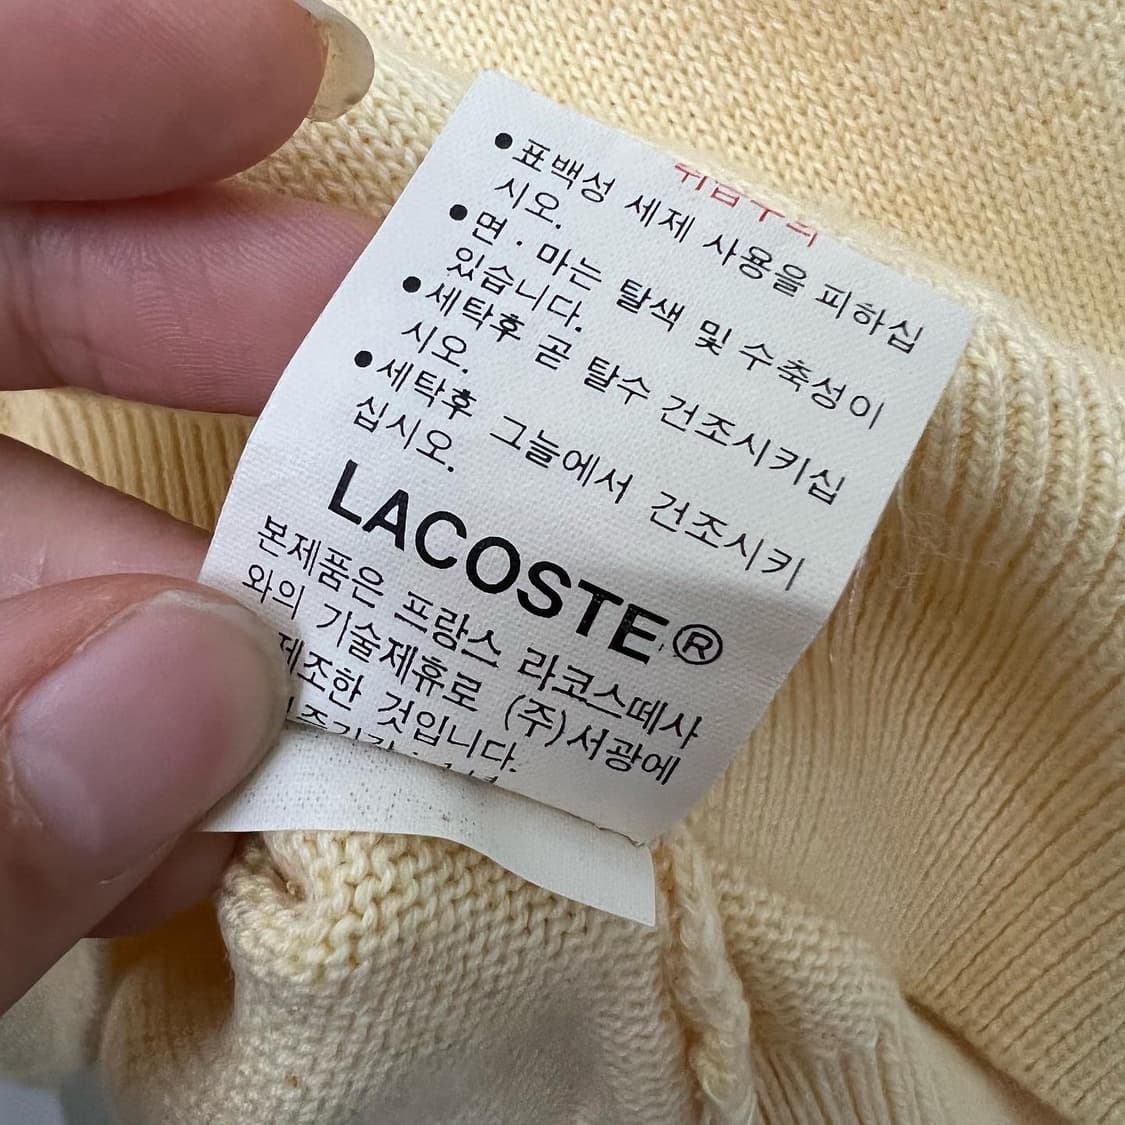 취급주의
●표백성 세제 사용을 피하십
시오.
●면·마는 탈색 및 수축성이
있습니다.
●세탁후 곧 탈수 건조시키십
시오.
●세탁후 그늘에서 건조시키
십시오.
LACOSTE®
본제품은 프랑스 라코스떼사
와의 기술제휴로 (주)서광에
제조한 것입니다.